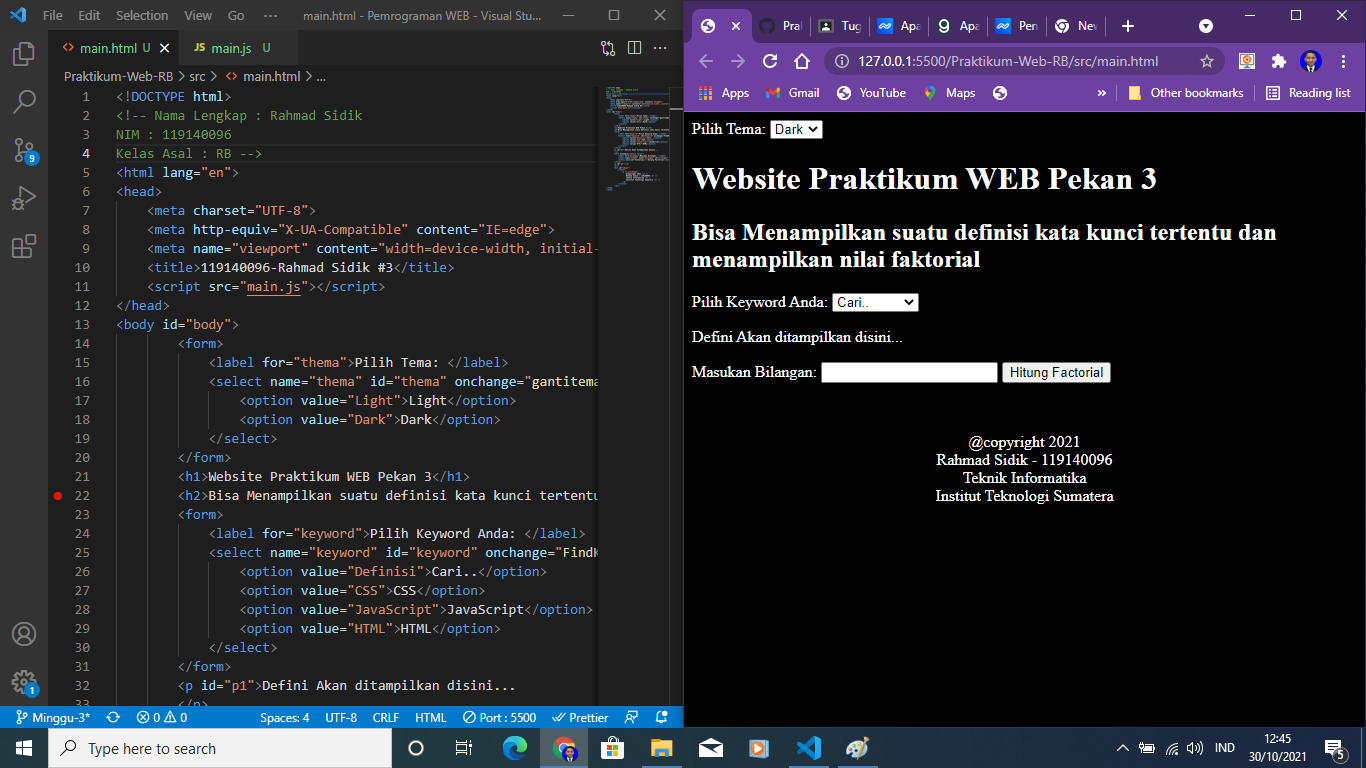 File Edit Selection View Go ··· main.html - Pemrograman WEB - Visual Stu...
main.html U
JS main.js U
Praktikum-Web-RB > src > main.html > ...
1 <!DOCTYPE html>
2 <!-- Nama Lengkap : Rahmad Sidik
3 NIM : 119140096
4 Kelas Asal : RB -->
5 <html lang="en">
6 <head>
7 <meta charset="UTF-8">
8 <meta http-equiv="X-UA-Compatible" content="IE=edge">
9 <meta name="viewport" content="width=device-width, initial-
10 <title>119140096-Rahmad Sidik #3</title>
11 <script src="main.js"></script>
12 </head>
13 <body id="body">
14 <form>
15 <label for="thema">Pilih Tema: </label>
16 <select name="thema" id="thema" onchange="gantitema
17 <option value="Light">Light</option>
18 <option value="Dark">Dark</option>
19 </select>
20 </form>
21 <h1>Website Praktikum WEB Pekan 3</h1>
22 <h2>Bisa Menampilkan suatu definisi kata kunci tertentu
23 <form>
24 <label for="keyword">Pilih Keyword Anda: </label>
25 <select name="keyword" id="keyword" onchange="FindK
26 <option value="Definisi">Cari..</option>
27 <option value="CSS">CSS</option>
28 <option value="JavaScript">JavaScript</option>
29 <option value="HTML">HTML</option>
30 </select>
31 </form>
32 <p id="p1">Defini Akan ditampilkan disini...
33 </p>
9
1
Minggu-3* 0 0 Spaces: 4 UTF-8 CRLF HTML Port : 5500 Prettier
Pra Tug Apa Apa Pen Nev
127.0.0.1:5500/Praktikum-Web-RB/src/main.html
Apps Gmail YouTube Maps » Other bookmarks Reading list
Pilih Tema: Dark
Website Praktikum WEB Pekan 3
Bisa Menampilkan suatu definisi kata kunci tertentu dan
menampilkan nilai faktorial
Pilih Keyword Anda: Cari..
Defini Akan ditampilkan disini...
Masukan Bilangan: Hitung Factorial
@copyright 2021
Rahmad Sidik - 119140096
Teknik Informatika
Institut Teknologi Sumatera
Type here to search
IND
12:45
30/10/2021
5